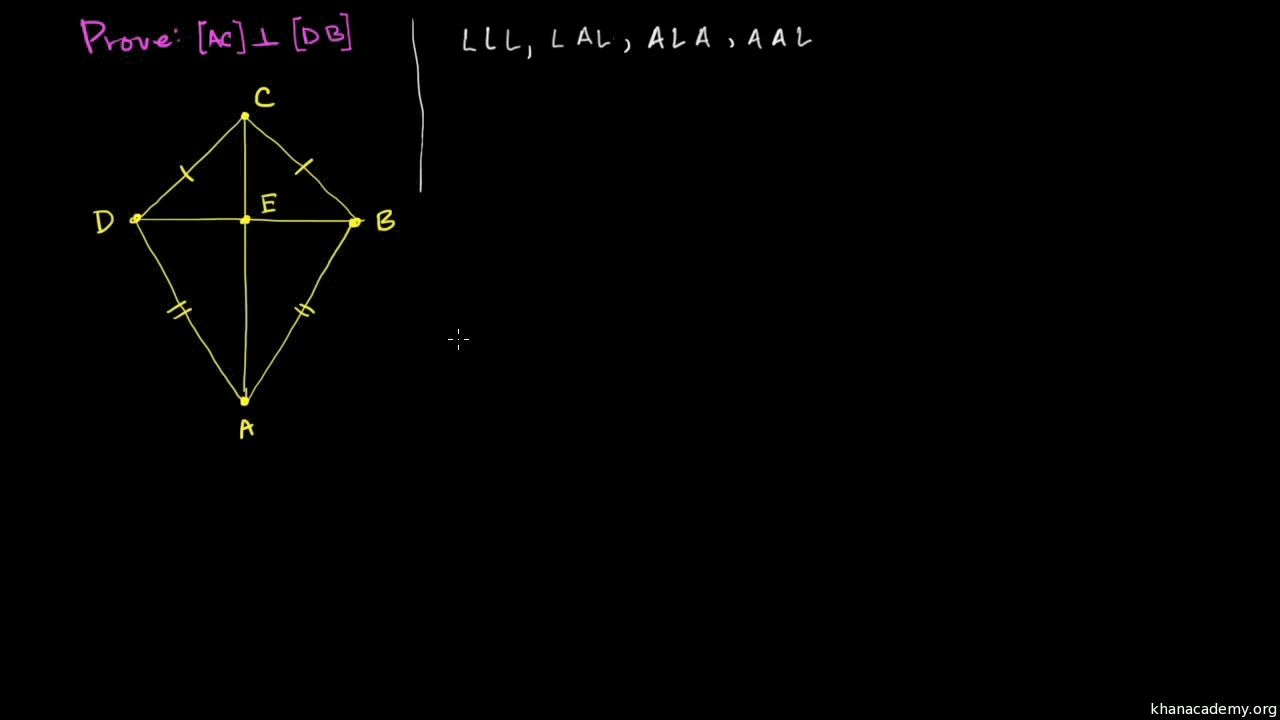 Prove: [AC]⊥[DB]
LLL, LAL, ALA, AAL
C
D
E
B
A
khanacademy.org